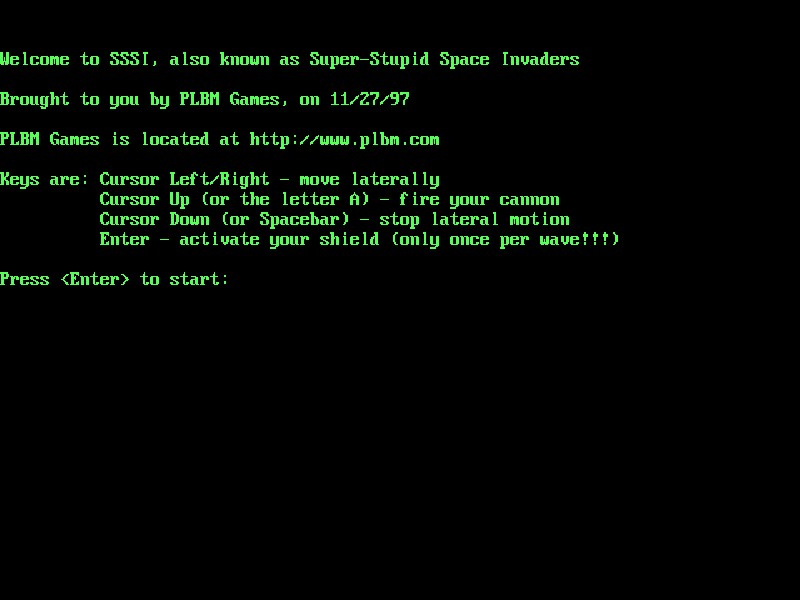 Welcome to SSSI, also known as Super-Stupid Space Invaders
Brought to you by PLBM Games, on 11/27/97
PLBM Games is located at http://www.plbm.com
Keys are: Cursor Left/Right - move laterally
Cursor Up (or the letter A) - fire your cannon
Cursor Down (or Spacebar) - stop lateral motion
Enter - activate your shield (only once per wave!!!)
Press <Enter> to start: